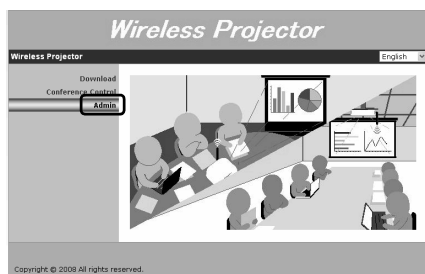 Wireless Projector
Wireless Projector
English
Download
Conference Control
Admin
Copyright © 2008 All rights reserved.